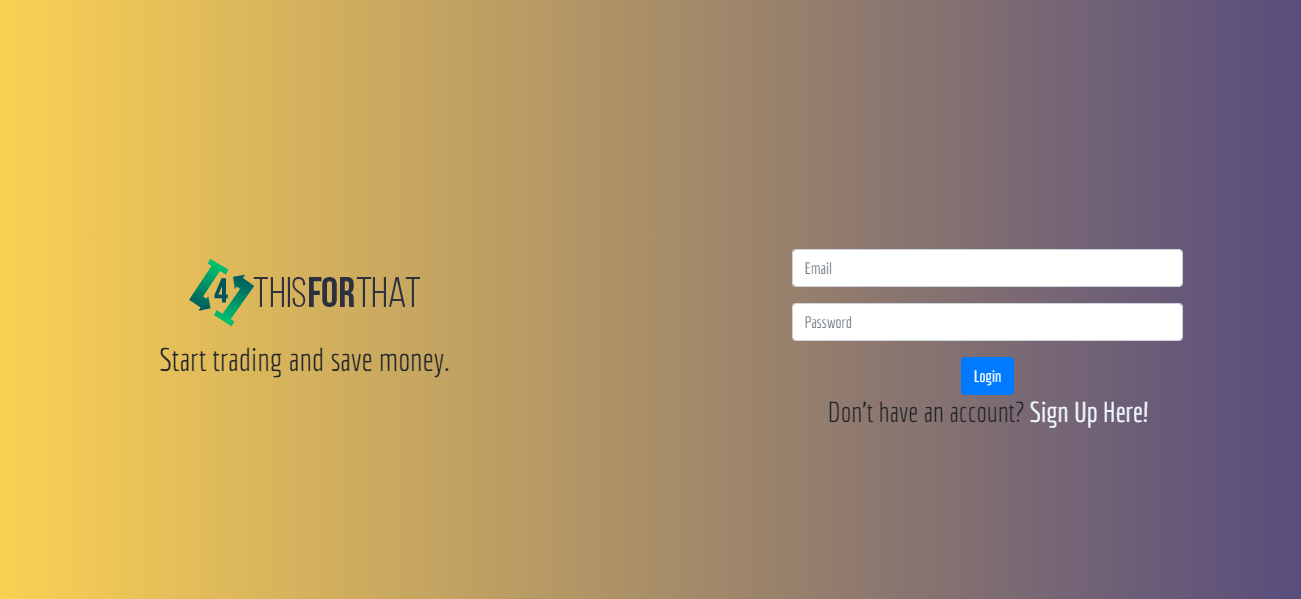 4 THISFORTHAT
Start trading and save money.
Email
Password
Login
Don't have an account? Sign Up Here!